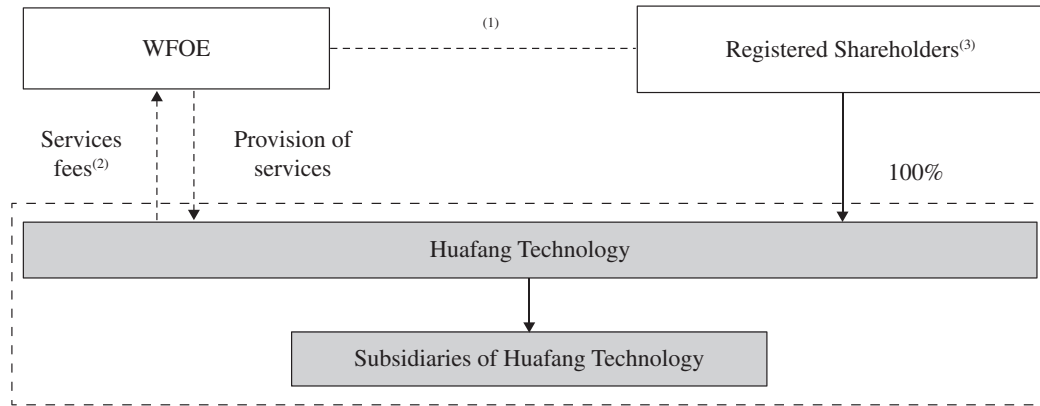 (1)
WFOE
Registered Shareholders(3)
Services
fees(2)
Provision of
services
100%
Huafang Technology
Subsidiaries of Huafang Technology